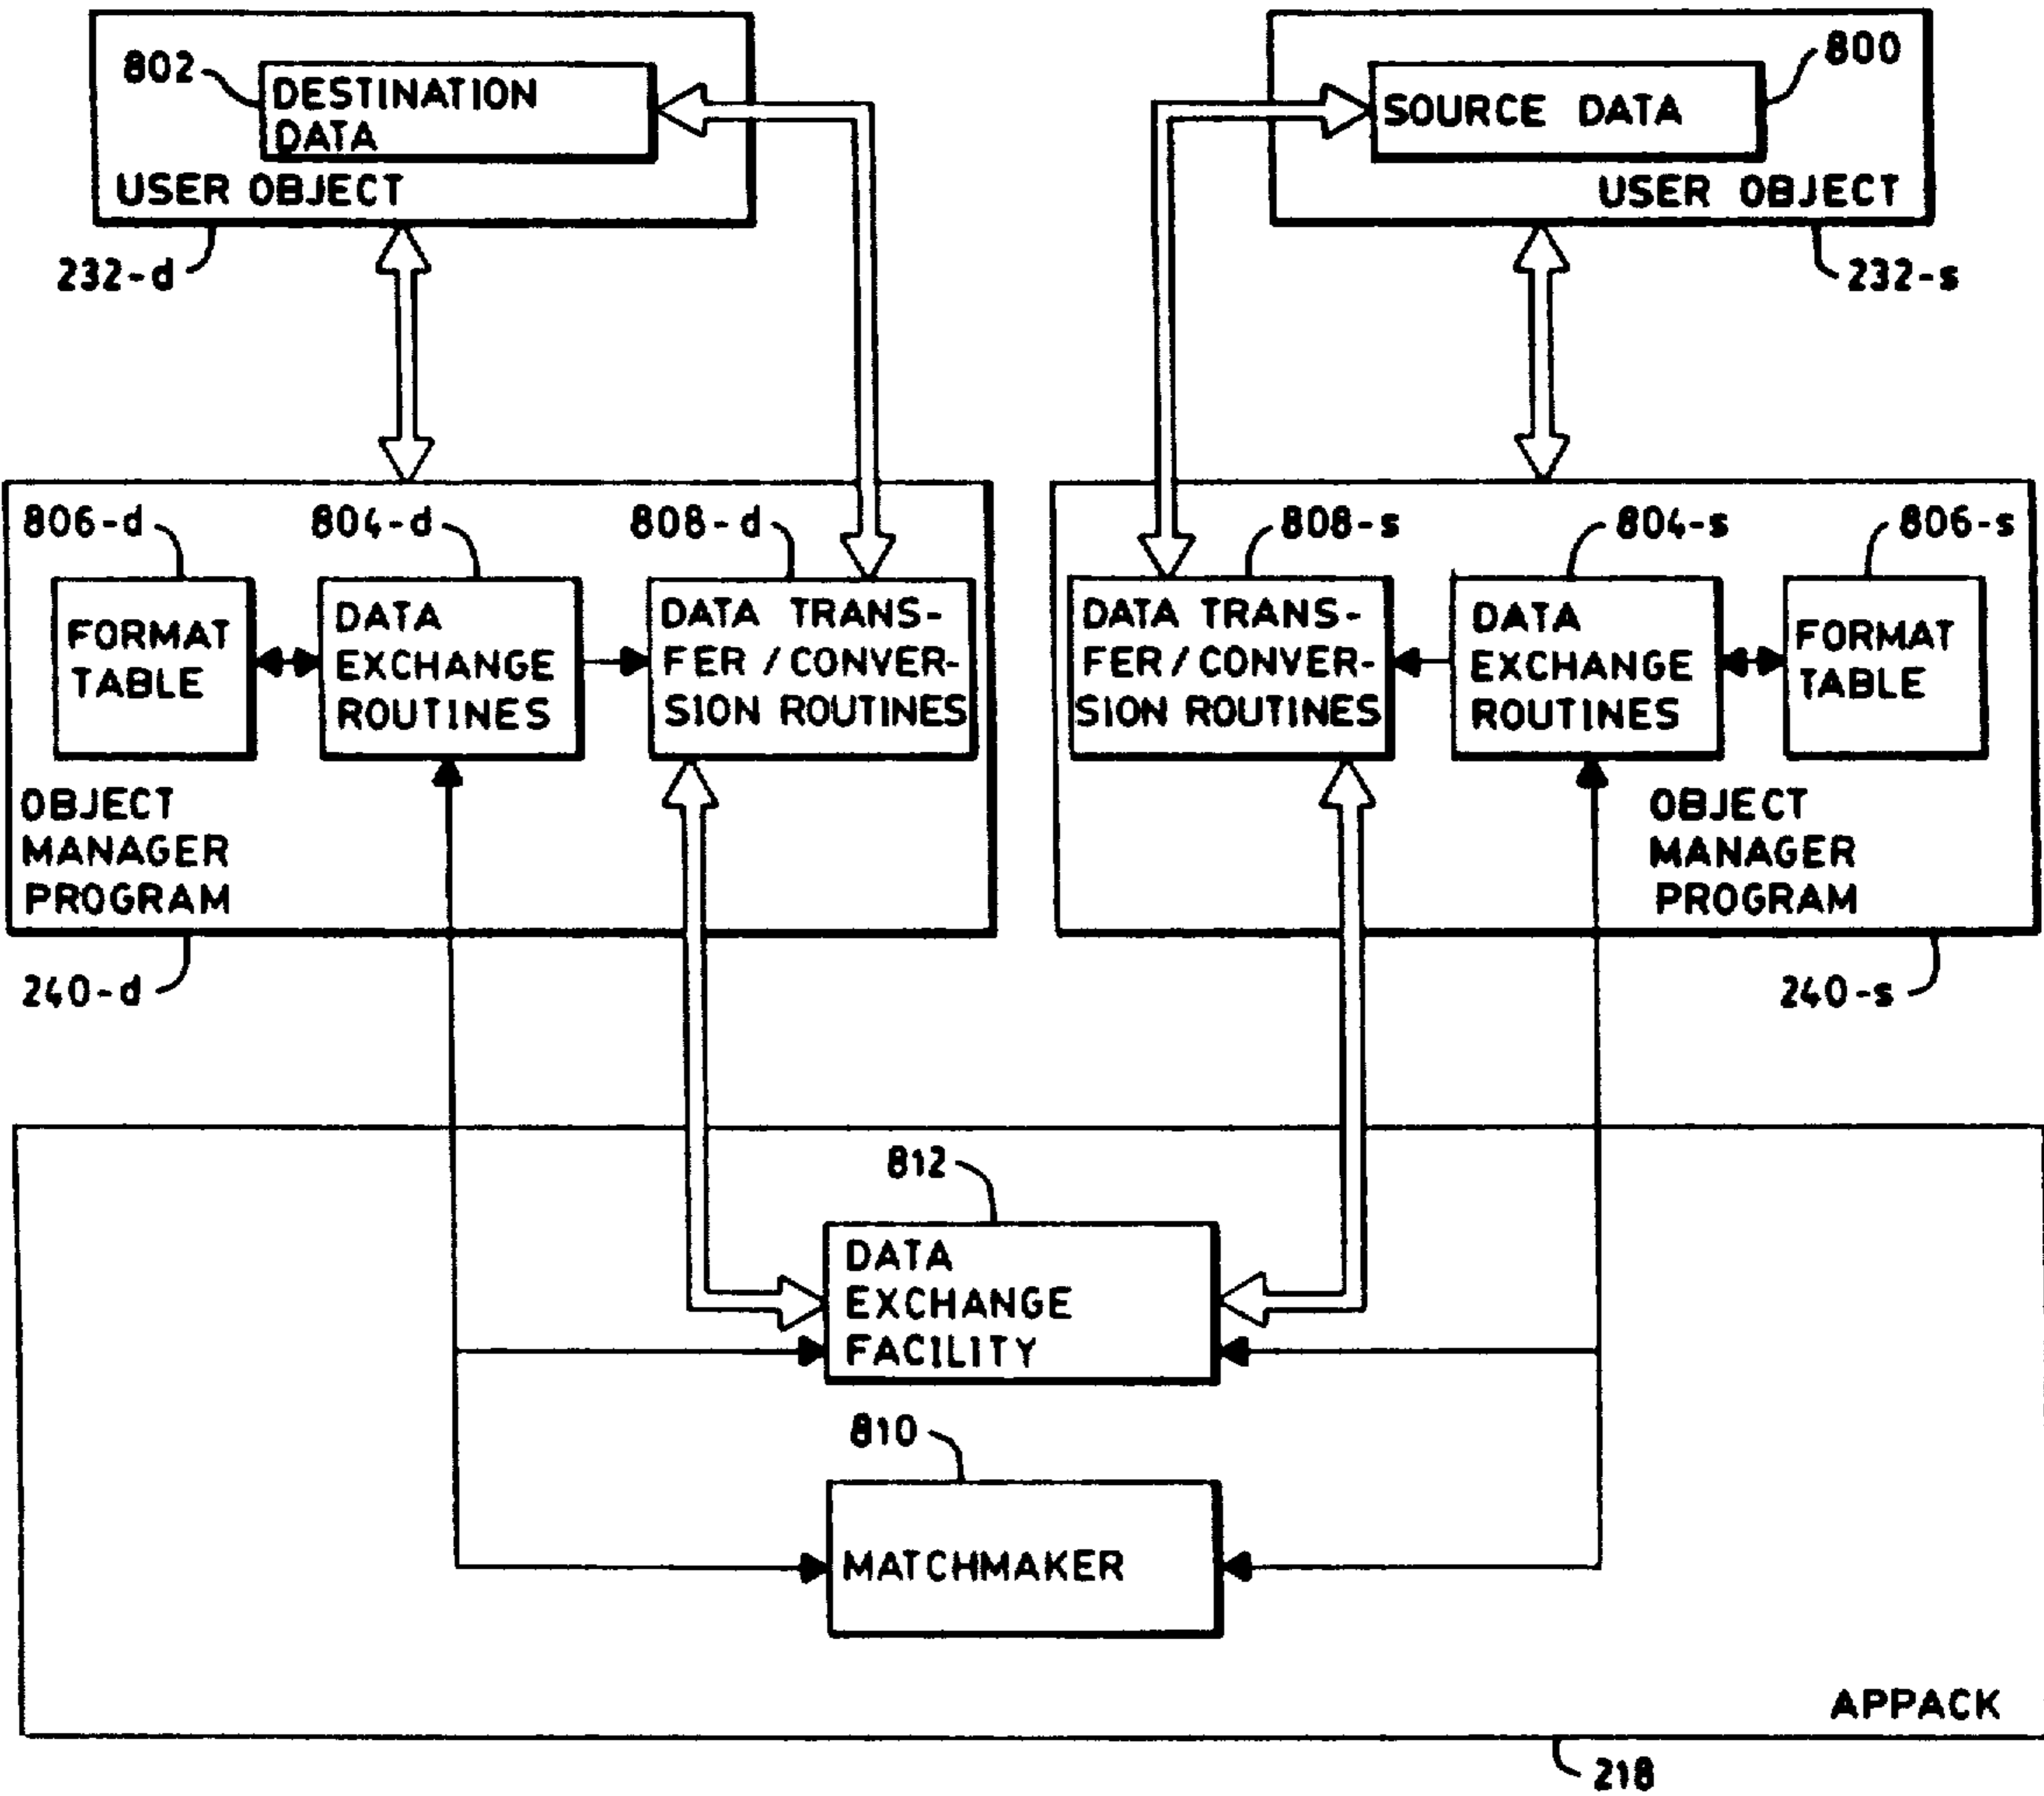 802
DESTINATION
DATA
USER OBJECT
232-d
800
SOURCE DATA
USER OBJECT
232-s
806-d
804-d
808-d
FORMAT
TABLE
DATA
EXCHANGE
ROUTINES
DATA TRANS-
FER / CONVER-
SION ROUTINES
OBJECT
MANAGER
PROGRAM
240-d
808-s
804-s
806-s
DATA TRANS-
FER / CONVER-
SION ROUTINES
DATA
EXCHANGE
ROUTINES
FORMAT
TABLE
OBJECT
MANAGER
PROGRAM
240-s
812
DATA
EXCHANGE
FACILITY
810
MATCHMAKER
APPACK
218